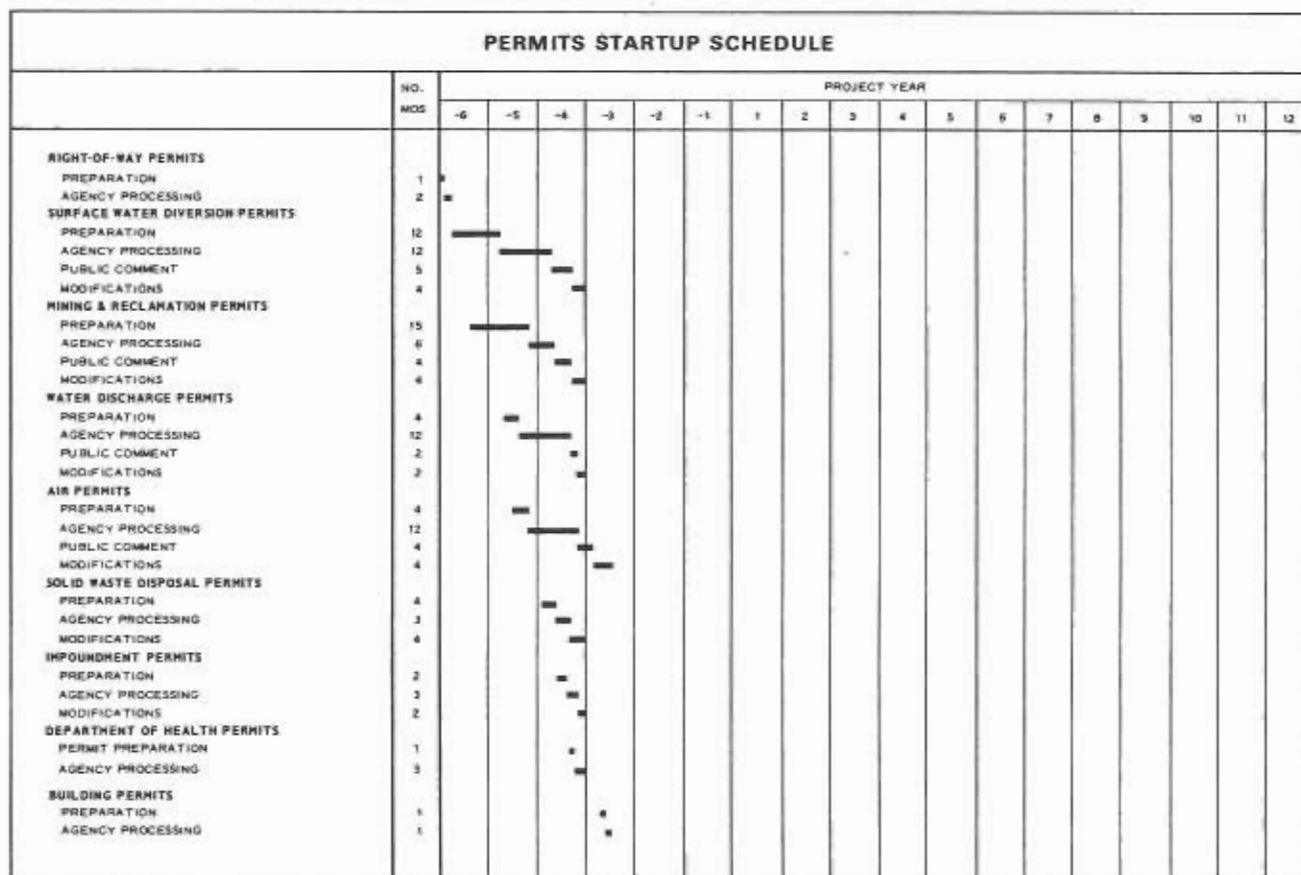 PERMITS STARTUP SCHEDULE
NO. MOS
PROJECT YEAR
-6 -5 -4 -3 -2 -1 1 2 3 4 5 6 7 8 9 10 11 12
RIGHT-OF-WAY PERMITS
PREPARATION 1
AGENCY PROCESSING 2
SURFACE WATER DIVERSION PERMITS
PREPARATION 12
AGENCY PROCESSING 12
PUBLIC COMMENT 5
MODIFICATIONS 4
MINING & RECLAMATION PERMITS
PREPARATION 15
AGENCY PROCESSING 6
PUBLIC COMMENT 4
MODIFICATIONS 4
WATER DISCHARGE PERMITS
PREPARATION 4
AGENCY PROCESSING 12
PUBLIC COMMENT 2
MODIFICATIONS 2
AIR PERMITS
PREPARATION 4
AGENCY PROCESSING 12
PUBLIC COMMENT 4
MODIFICATIONS 4
SOLID WASTE DISPOSAL PERMITS
PREPARATION 4
AGENCY PROCESSING 3
MODIFICATIONS 4
IMPOUNDMENT PERMITS
PREPARATION 2
AGENCY PROCESSING 3
MODIFICATIONS 2
DEPARTMENT OF HEALTH PERMITS
PERMIT PREPARATION 1
AGENCY PROCESSING 3
BUILDING PERMITS
PREPARATION 1
AGENCY PROCESSING 1